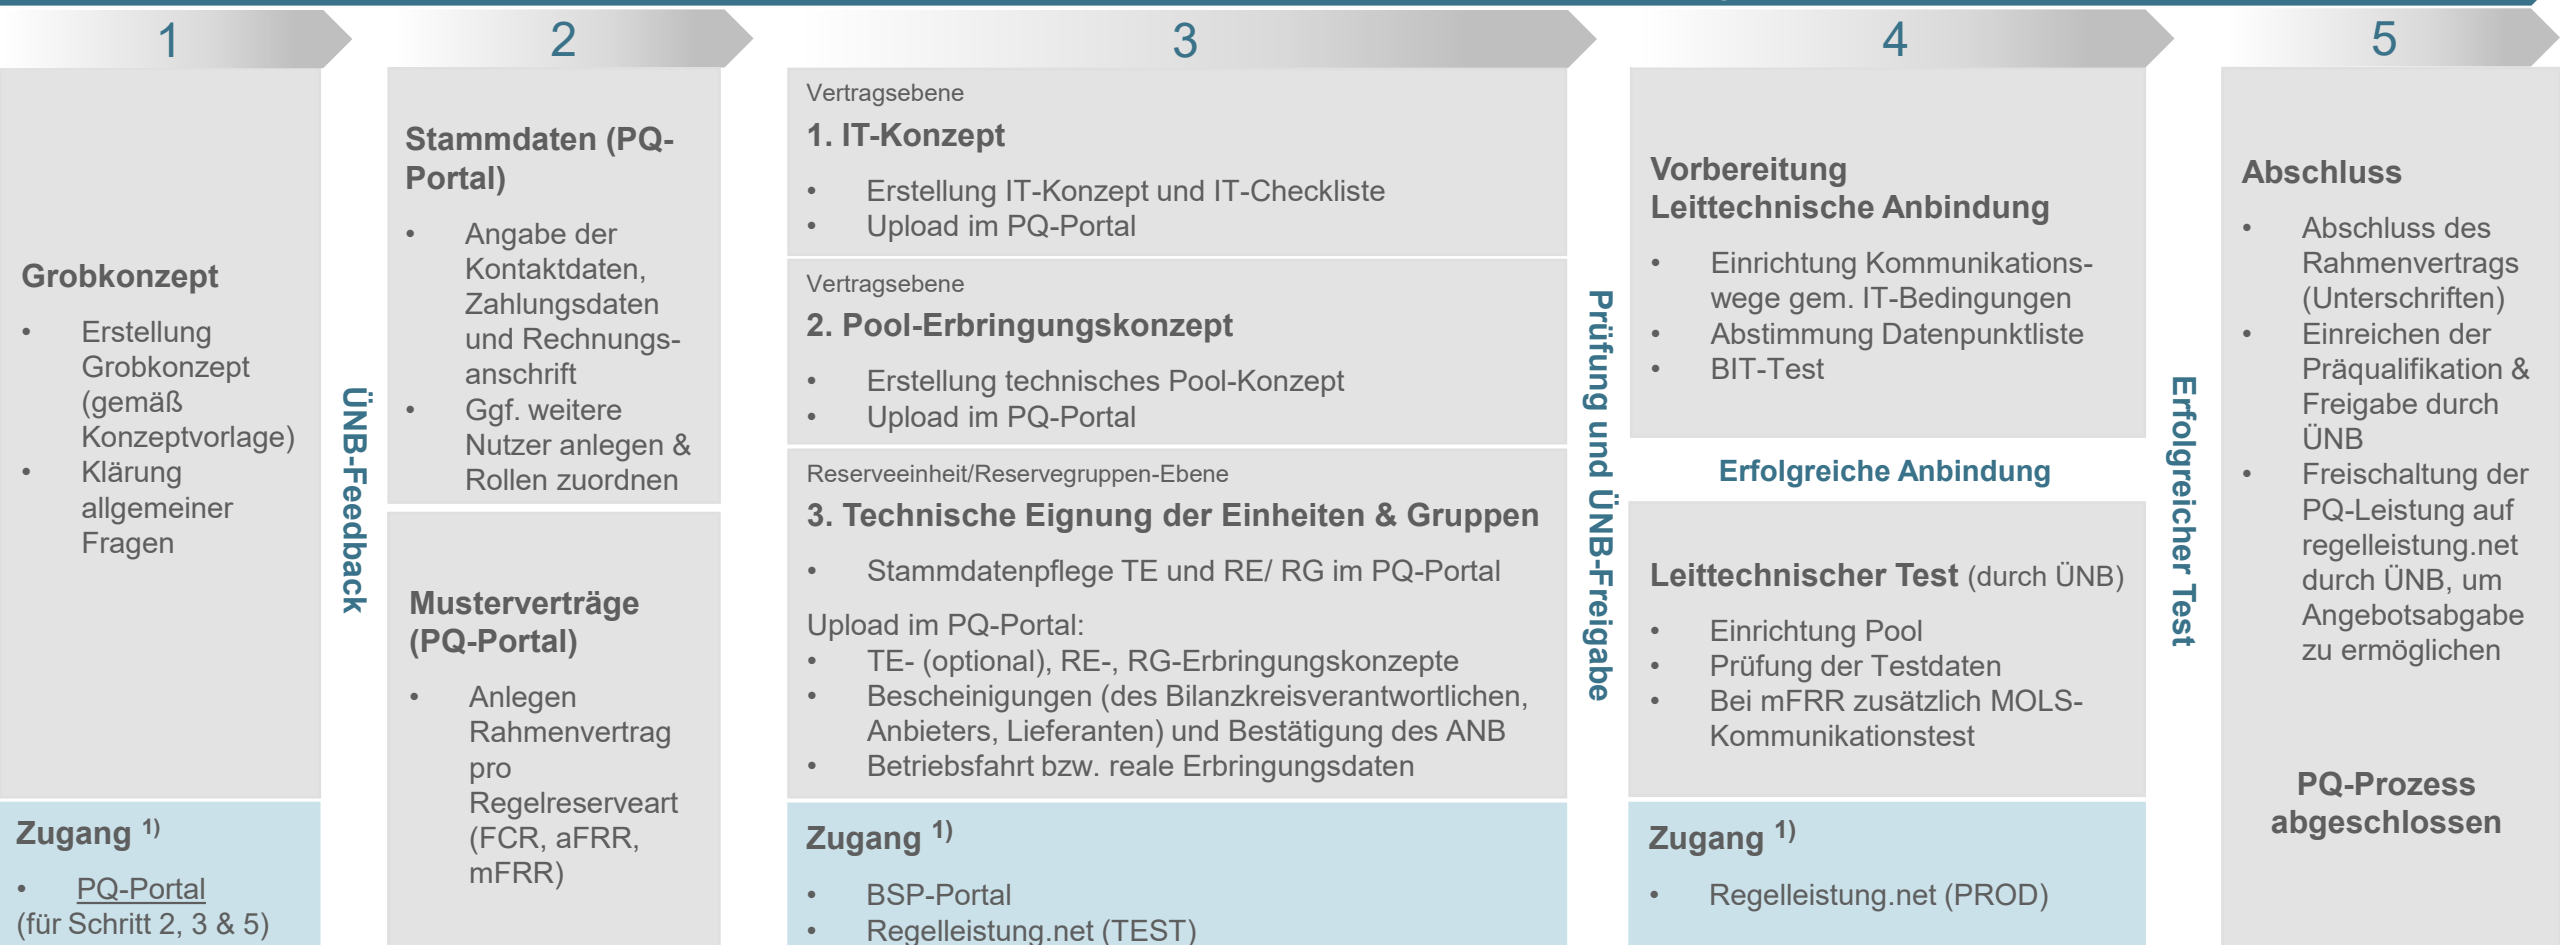 1
Grobkonzept
• Erstellung
Grobkonzept
(gemäß
Konzeptvorlage)
• Klärung
allgemeiner
Fragen
Zugang 1)
• PQ-Portal
(für Schritt 2, 3 & 5)
ÜNB-Feedback
2
Stammdaten (PQ-
Portal)
• Angabe der
Kontaktdaten,
Zahlungsdaten
und Rechnungs-
anschrift
• Ggf. weitere
Nutzer anlegen &
Rollen zuordnen
Musterverträge
(PQ-Portal)
• Anlegen
Rahmenvertrag
pro
Regelreserveart
(FCR, aFRR,
mFRR)
3
Vertragsebene
1. IT-Konzept
• Erstellung IT-Konzept und IT-Checkliste
• Upload im PQ-Portal
Vertragsebene
2. Pool-Erbringungskonzept
• Erstellung technisches Pool-Konzept
• Upload im PQ-Portal
Reserveeinheit/Reservegruppen-Ebene
3. Technische Eignung der Einheiten & Gruppen
• Stammdatenpflege TE und RE/ RG im PQ-Portal
Upload im PQ-Portal:
• TE- (optional), RE-, RG-Erbringungskonzepte
• Bescheinigungen (des Bilanzkreisverantwortlichen,
Anbieters, Lieferanten) und Bestätigung des ANB
• Betriebsfahrt bzw. reale Erbringungsdaten
Zugang 1)
• BSP-Portal
• Regelleistung.net (TEST)
Prüfung und ÜNB-Freigabe
4
Vorbereitung
Leittechnische Anbindung
• Einrichtung Kommunikations-
wege gem. IT-Bedingungen
• Abstimmung Datenpunktliste
• BIT-Test
Erfolgreiche Anbindung
Leittechnischer Test (durch ÜNB)
• Einrichtung Pool
• Prüfung der Testdaten
• Bei mFRR zusätzlich MOLS-
Kommunikationstest
Zugang 1)
• Regelleistung.net (PROD)
Erfolgreicher Test
5
Abschluss
• Abschluss des
Rahmenvertrags
(Unterschriften)
• Einreichen der
Präqualifikation &
Freigabe durch
ÜNB
• Freischaltung der
PQ-Leistung auf
regelleistung.net
durch ÜNB, um
Angebotsabgabe
zu ermöglichen
PQ-Prozess
abgeschlossen